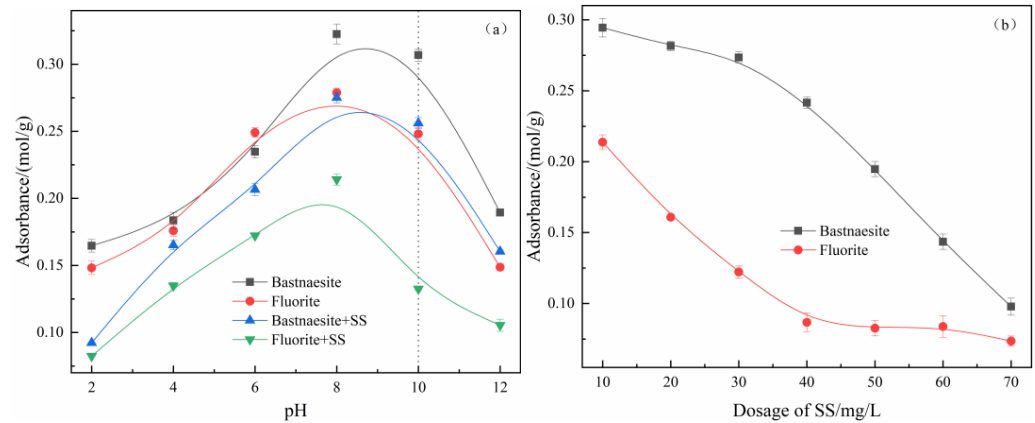 (a)
Adsorbance/(mol/g)
0.30
0.25
0.20
0.15
0.10
Bastnaesite
Fluorite
Bastnaesite+SS
Fluorite+SS
2 4 6 8 10 12
pH
(b)
Adsorbance/(mol/g)
0.30
0.25
0.20
0.15
0.10
Bastnaesite
Fluorite
10 20 30 40 50 60 70
Dosage of SS/mg/L